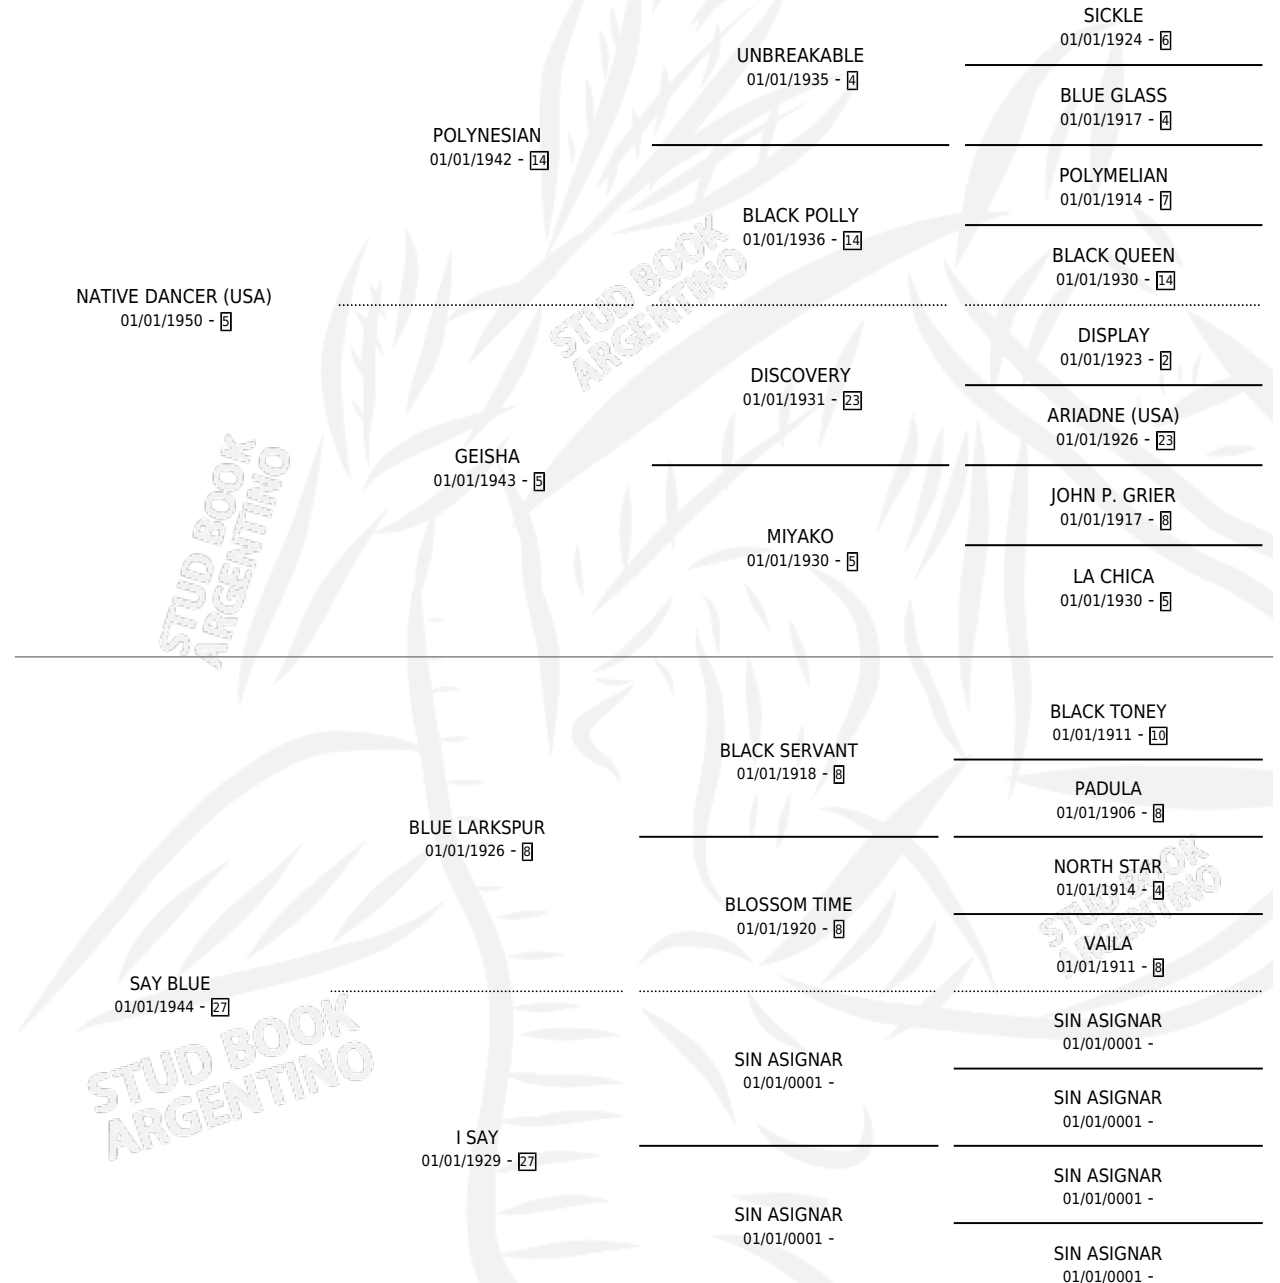 SICKLE
01/01/1924 - 6
UNBREAKABLE
01/01/1935 - 4
BLUE GLASS
01/01/1917 - 4
POLYNESIAN
01/01/1942 - 14
POLYMELIAN
01/01/1914 - 7
BLACK POLLY
01/01/1936 - 14
BLACK QUEEN
01/01/1930 - 14
NATIVE DANCER (USA)
01/01/1950 - 5
DISPLAY
01/01/1923 - 2
DISCOVERY
01/01/1931 - 23
ARIADNE (USA)
01/01/1926 - 23
GEISHA
01/01/1943 - 5
JOHN P. GRIER
01/01/1917 - 8
MIYAKO
01/01/1930 - 5
LA CHICA
01/01/1930 - 5
BLACK TONEY
01/01/1911 - 10
BLACK SERVANT
01/01/1918 - 8
PADULA
01/01/1906 - 8
BLUE LARKSPUR
01/01/1926 - 8
NORTH STAR
01/01/1914 - 4
BLOSSOM TIME
01/01/1920 - 8
VAILA
01/01/1911 - 8
SAY BLUE
01/01/1944 - 27
SIN ASIGNAR
01/01/0001 -
SIN ASIGNAR
01/01/0001 -
SIN ASIGNAR
01/01/0001 -
I SAY
01/01/1929 - 27
SIN ASIGNAR
01/01/0001 -
SIN ASIGNAR
01/01/0001 -
SIN ASIGNAR
01/01/0001 -
STUD BOOK
ARGENTINO
STUD BOOK
ARGENTINO
STUD BOOK
ARGENTINO
STUD BOOK
ARGENTINO